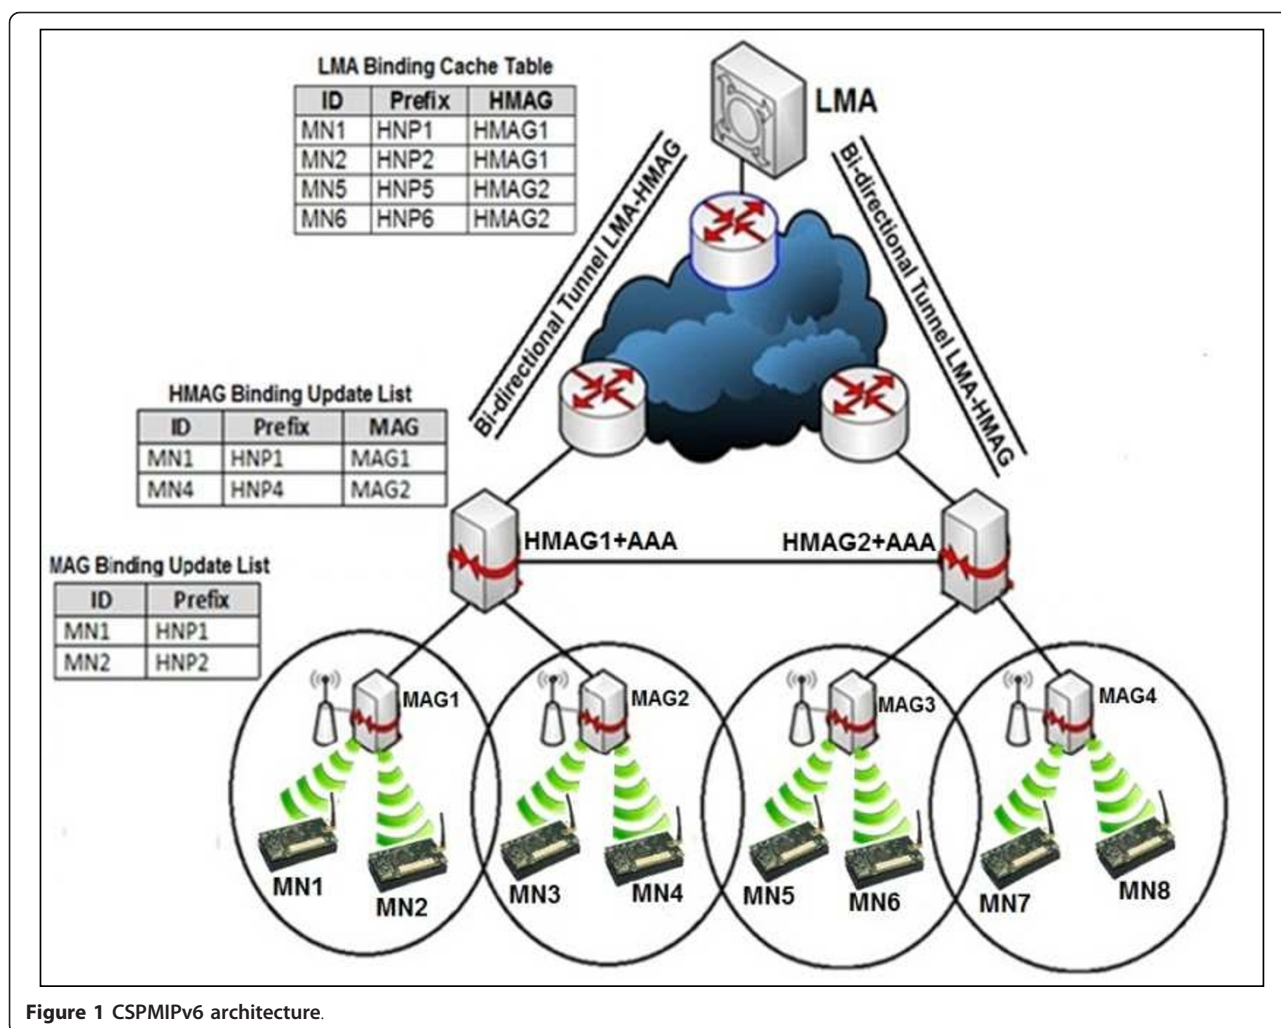 LMA Binding Cache Table
ID Prefix HMAG
MN1 HNP1 HMAG1
MN2 HNP2 HMAG1
MN5 HNP5 HMAG2
MN6 HNP6 HMAG2
LMA
Bi-directional Tunnel LMA-HMAG
Bi-directional Tunnel LMA-HMAG
HMAG Binding Update List
ID Prefix MAG
MN1 HNP1 MAG1
MN4 HNP4 MAG2
HMAG1+AAA
HMAG2+AAA
MAG Binding Update List
ID Prefix
MN1 HNP1
MN2 HNP2
MAG1
MAG2
MAG3
MAG4
MN1
MN2
MN3
MN4
MN5
MN6
MN7
MN8
Figure 1 CSPMIPv6 architecture.